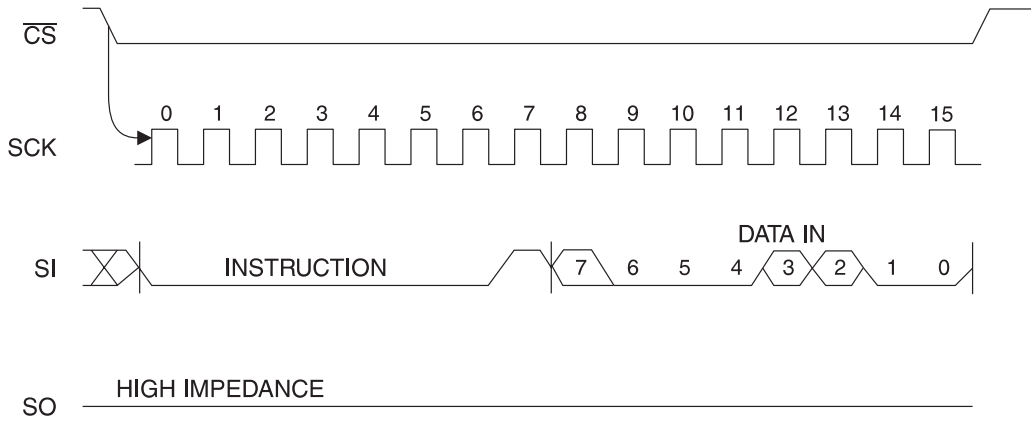 CS
0 1 2 3 4 5 6 7 8 9 10 11 12 13 14 15
SCK
DATA IN
SI INSTRUCTION 7 6 5 4 3 2 1 0
HIGH IMPEDANCE
SO